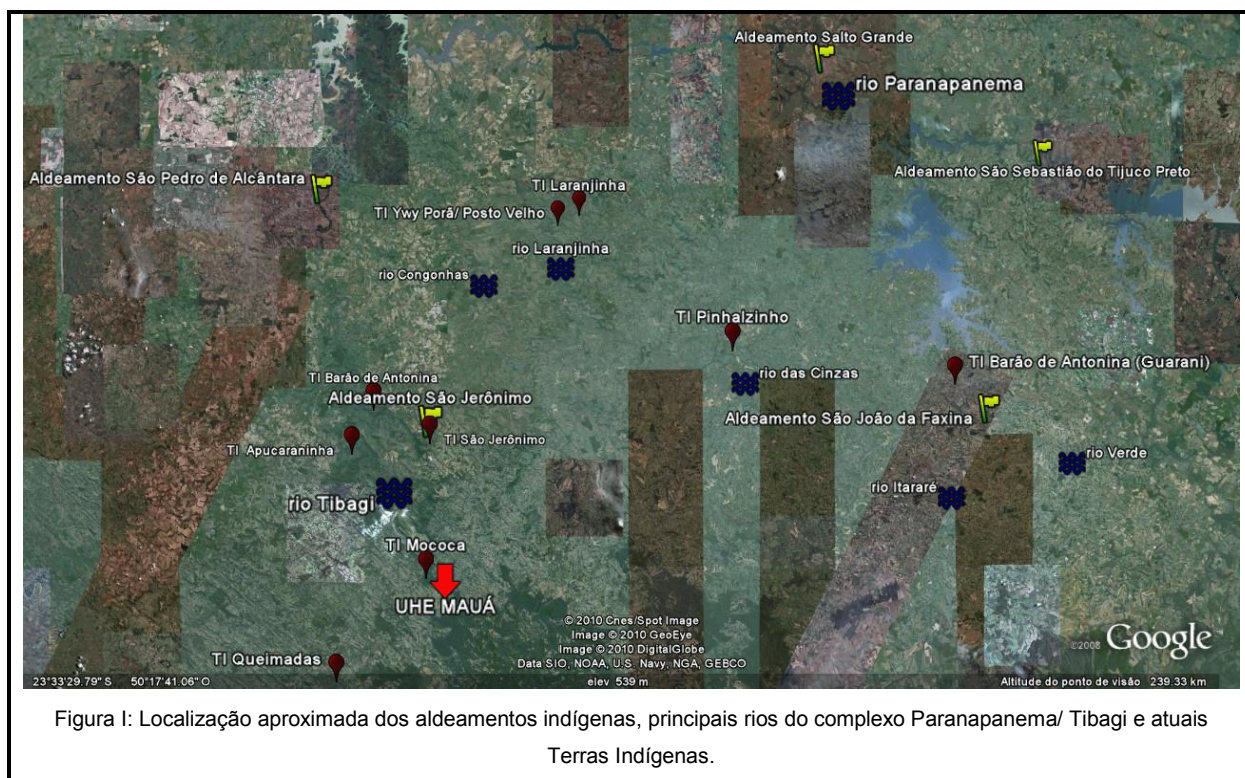 Aldeamento Salto Grande
rio Paranapanema
Aldeamento São Pedro de Alcântara
Aldeamento São Sebastião do Tijuco Preto
TI Laranjinha
TI Ywy Porã/ Posto Velho
rio Laranjinha
rio Congonhas
TI Pinhalzinho
TI Barão de Antonina (Guarani)
TI Barão de Antonina
rio das Cinzas
Aldeamento São Jerônimo
Aldeamento São João da Faxina
TI São Jerônimo
TI Apucaraninha
rio Verde
rio Itararé
rio Tibagi
TI Mococa
UHE MAUÁ
© 2010 Cnes/Spot Image
Image © 2010 GeoEye
Image © 2010 DigitalGlobe
Data SIO, NOAA, U.S. Navy, NGA, GEBCO
©2008 Google
TI Queimadas
23°33'29.79" S 50°17'41.06" O
elev 539 m
Altitude do ponto de visão 239.33 km
Figura I: Localização aproximada dos aldeamentos indígenas, principais rios do complexo Paranapanema/ Tibagi e atuais
Terras Indígenas.